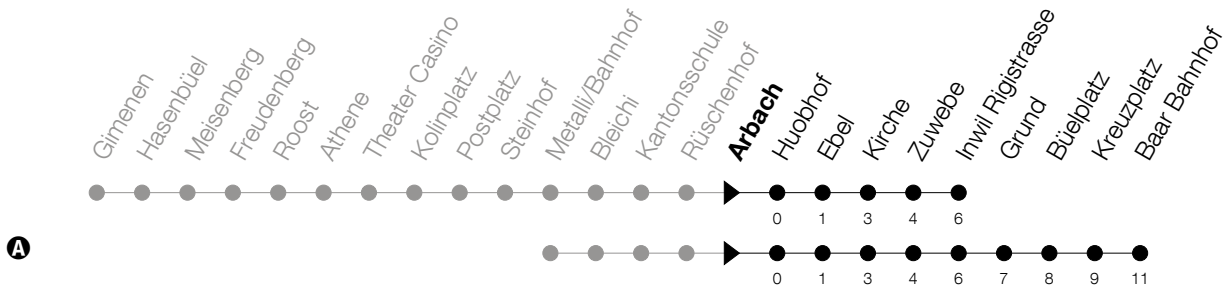 Gimenen
Hasenbüel
Meisenberg
Freudenberg
Roost
Athene
Theater Casino
Kolinplatz
Postplatz
Steinhof
Metalli/Bahnhof
Bleichi
Kantonsschule
Rüschenhof
Arbach
Huobhof
Ebel
Kirche
Zuwebe
Inwil Rigistrasse
Grund
Büelplatz
Kreuzplatz
Baar Bahnhof
0 1 3 4 6
A
0 1 3 4 6 7 8 9 11